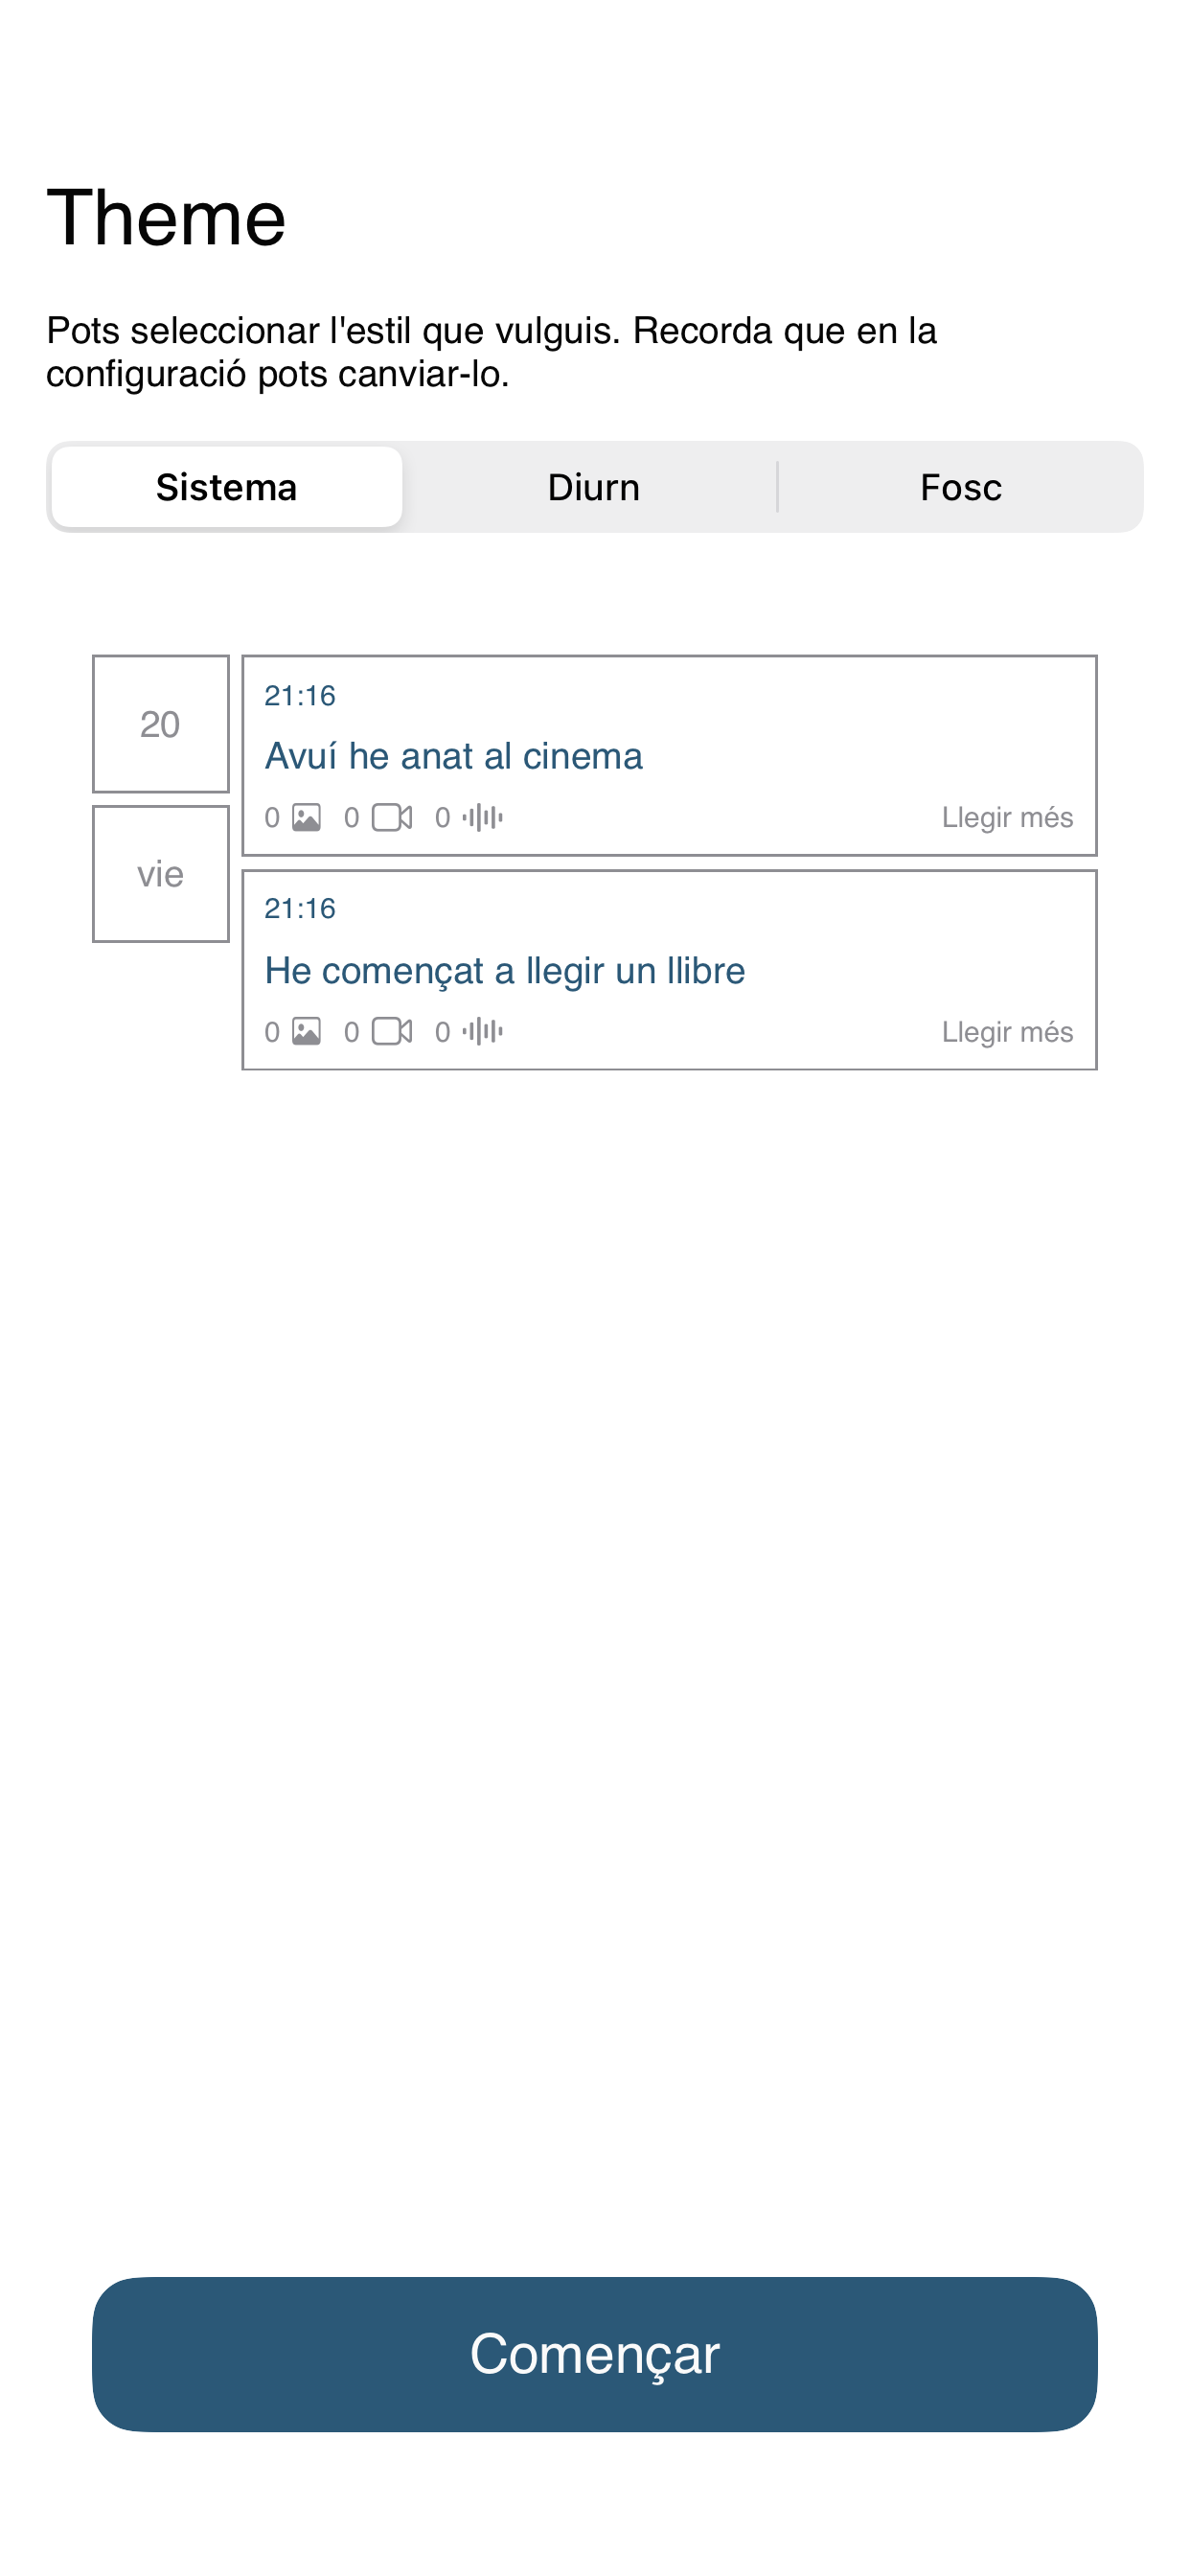 Theme
Pots seleccionar l'estil que vulguis. Recorda que en la
configuració pots canviar-lo.
Sistema
Diurn
Fosc
20
vie
21:16
Avuí he anat al cinema
0 0 0 Llegir més
21:16
He començat a llegir un llibre
0 0 0 Llegir més
Començar